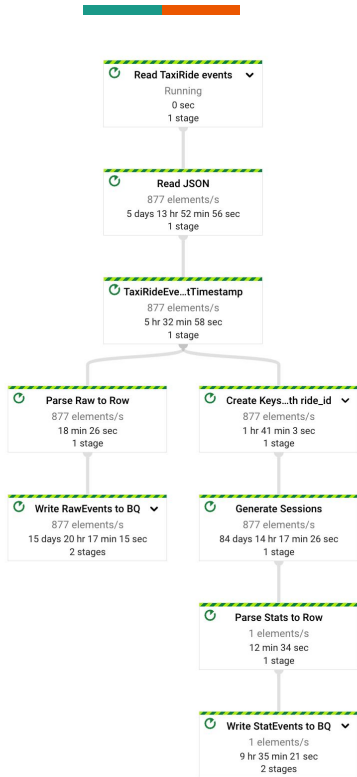 Read TaxiRide events
Running
0 sec
1 stage
Read JSON
877 elements/s
5 days 13 hr 52 min 56 sec
1 stage
TaxiRideEve...tTimestamp
877 elements/s
5 hr 32 min 58 sec
1 stage
Parse Raw to Row
877 elements/s
18 min 26 sec
1 stage
Write RawEvents to BQ
877 elements/s
15 days 20 hr 17 min 15 sec
2 stages
Create Keys...th ride_id
877 elements/s
1 hr 41 min 3 sec
1 stage
Generate Sessions
877 elements/s
84 days 14 hr 17 min 26 sec
1 stage
Parse Stats to Row
1 elements/s
12 min 34 sec
1 stage
Write StatEvents to BQ
1 elements/s
9 hr 35 min 21 sec
2 stages